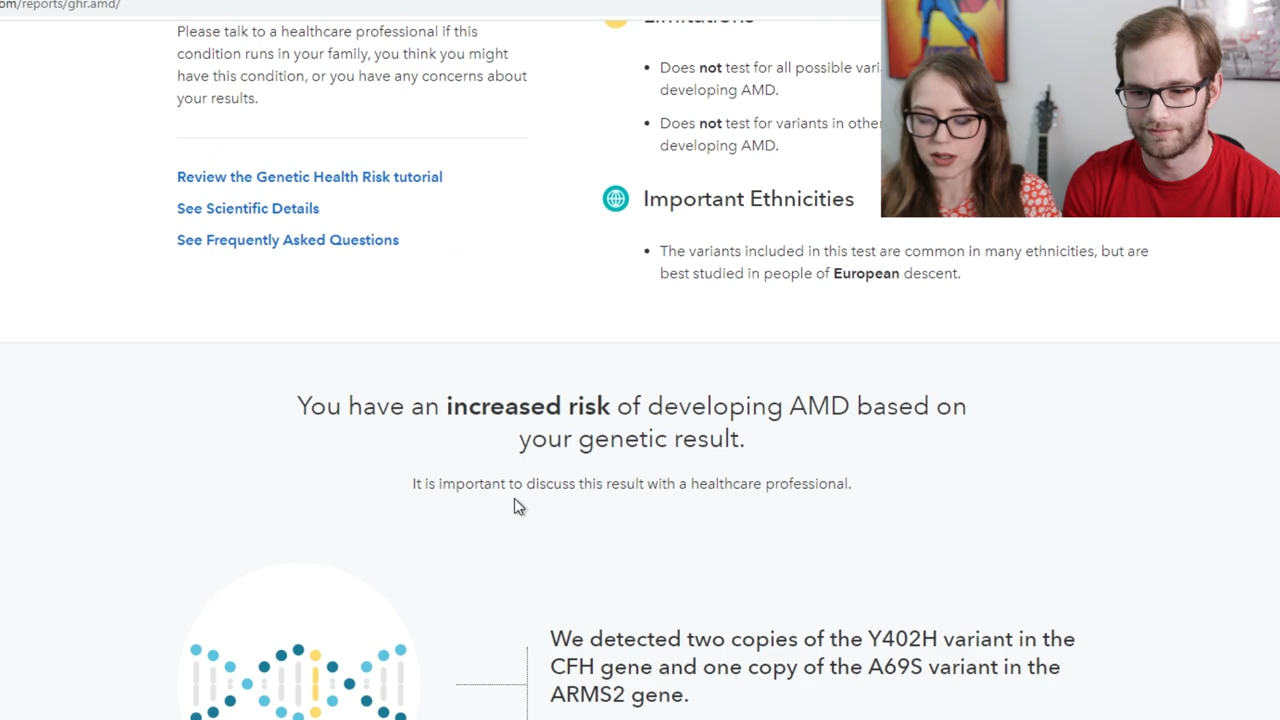 om/reports/ghr.amd/
Please talk to a healthcare professional if this
condition runs in your family, you think you might
have this condition, or you have any concerns about
your results.
Review the Genetic Health Risk tutorial
See Scientific Details
See Frequently Asked Questions
Limitations
Does not test for all possible vari
developing AMD.
Does not test for variants in other
developing AMD.
Important Ethnicities
The variants included in this test are common in many ethnicities, but are
best studied in people of European descent.
You have an increased risk of developing AMD based on
your genetic result.
It is important to discuss this result with a healthcare professional.
We detected two copies of the Y402H variant in the
CFH gene and one copy of the A69S variant in the
ARMS2 gene.